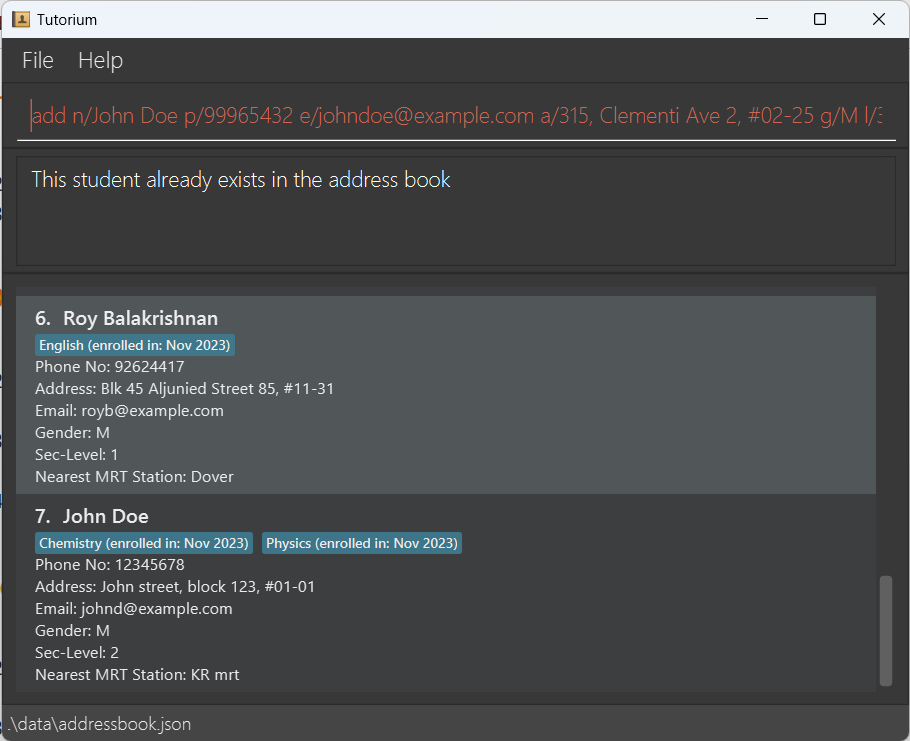 Tutorium
File Help
add n/John Doe p/99965432 e/johndoe@example.com a/315, Clementi Ave 2, #02-25 g/M l/3
This student already exists in the address book
6. Roy Balakrishnan
English (enrolled in: Nov 2023)
Phone No: 92624417
Address: Blk 45 Aljunied Street 85, #11-31
Email: royb@example.com
Gender: M
Sec-Level: 1
Nearest MRT Station: Dover
7. John Doe
Chemistry (enrolled in: Nov 2023) Physics (enrolled in: Nov 2023)
Phone No: 12345678
Address: John street, block 123, #01-01
Email: johnd@example.com
Gender: M
Sec-Level: 2
Nearest MRT Station: KR mrt
.\data\addressbook.json